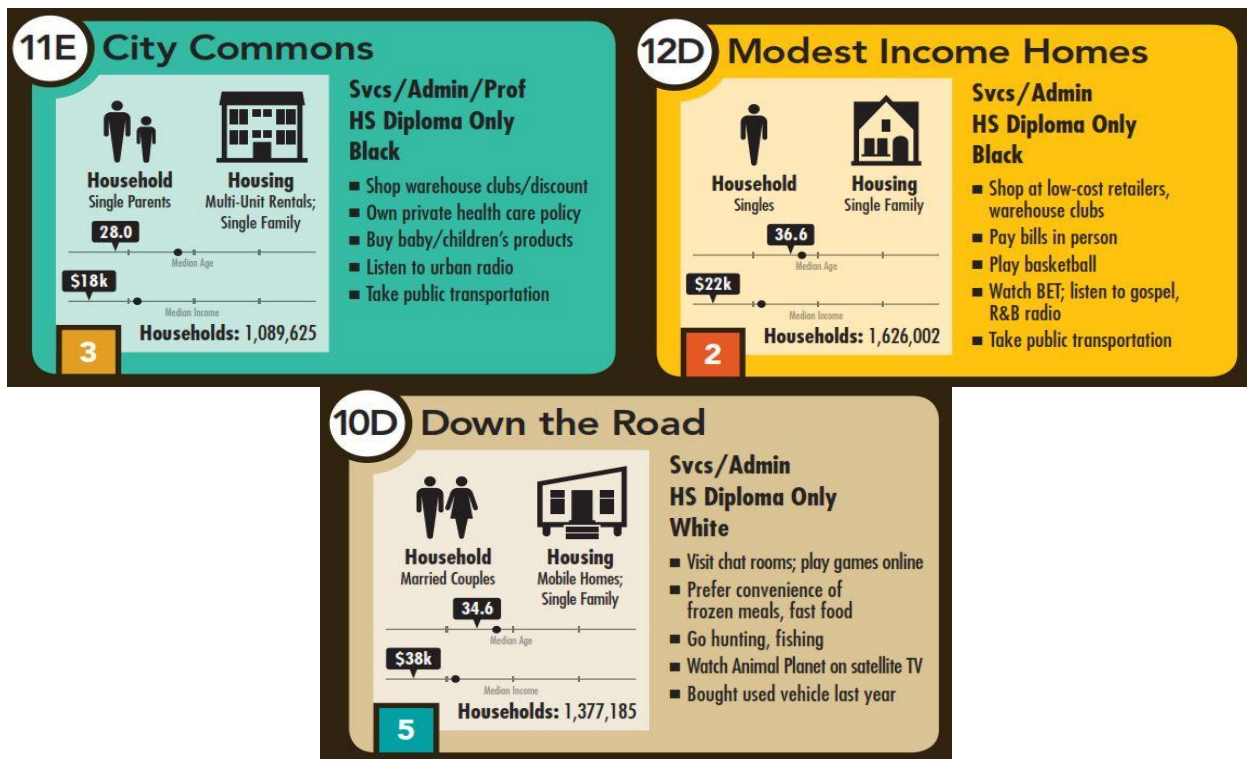 11E City Commons
Household
Single Parents
Housing
Multi-Unit Rentals;
Single Family
28.0
Median Age
$18k
Median Income
Households: 1,089,625
3
Svcs/Admin/Prof
HS Diploma Only
Black
■ Shop warehouse clubs/discount
■ Own private health care policy
■ Buy baby/children's products
■ Listen to urban radio
■ Take public transportation
12D Modest Income Homes
Household
Singles
Housing
Single Family
36.6
Median Age
$22k
Median Income
Households: 1,626,002
2
Svcs/Admin
HS Diploma Only
Black
■ Shop at low-cost retailers,
warehouse clubs
■ Pay bills in person
■ Play basketball
■ Watch BET; listen to gospel,
R&B radio
■ Take public transportation
10D Down the Road
Household
Married Couples
Housing
Mobile Homes;
Single Family
34.6
Median Age
$38k
Median Income
Households: 1,377,185
5
Svcs/Admin
HS Diploma Only
White
■ Visit chat rooms; play games online
■ Prefer convenience of
frozen meals, fast food
■ Go hunting, fishing
■ Watch Animal Planet on satellite TV
■ Bought used vehicle last year